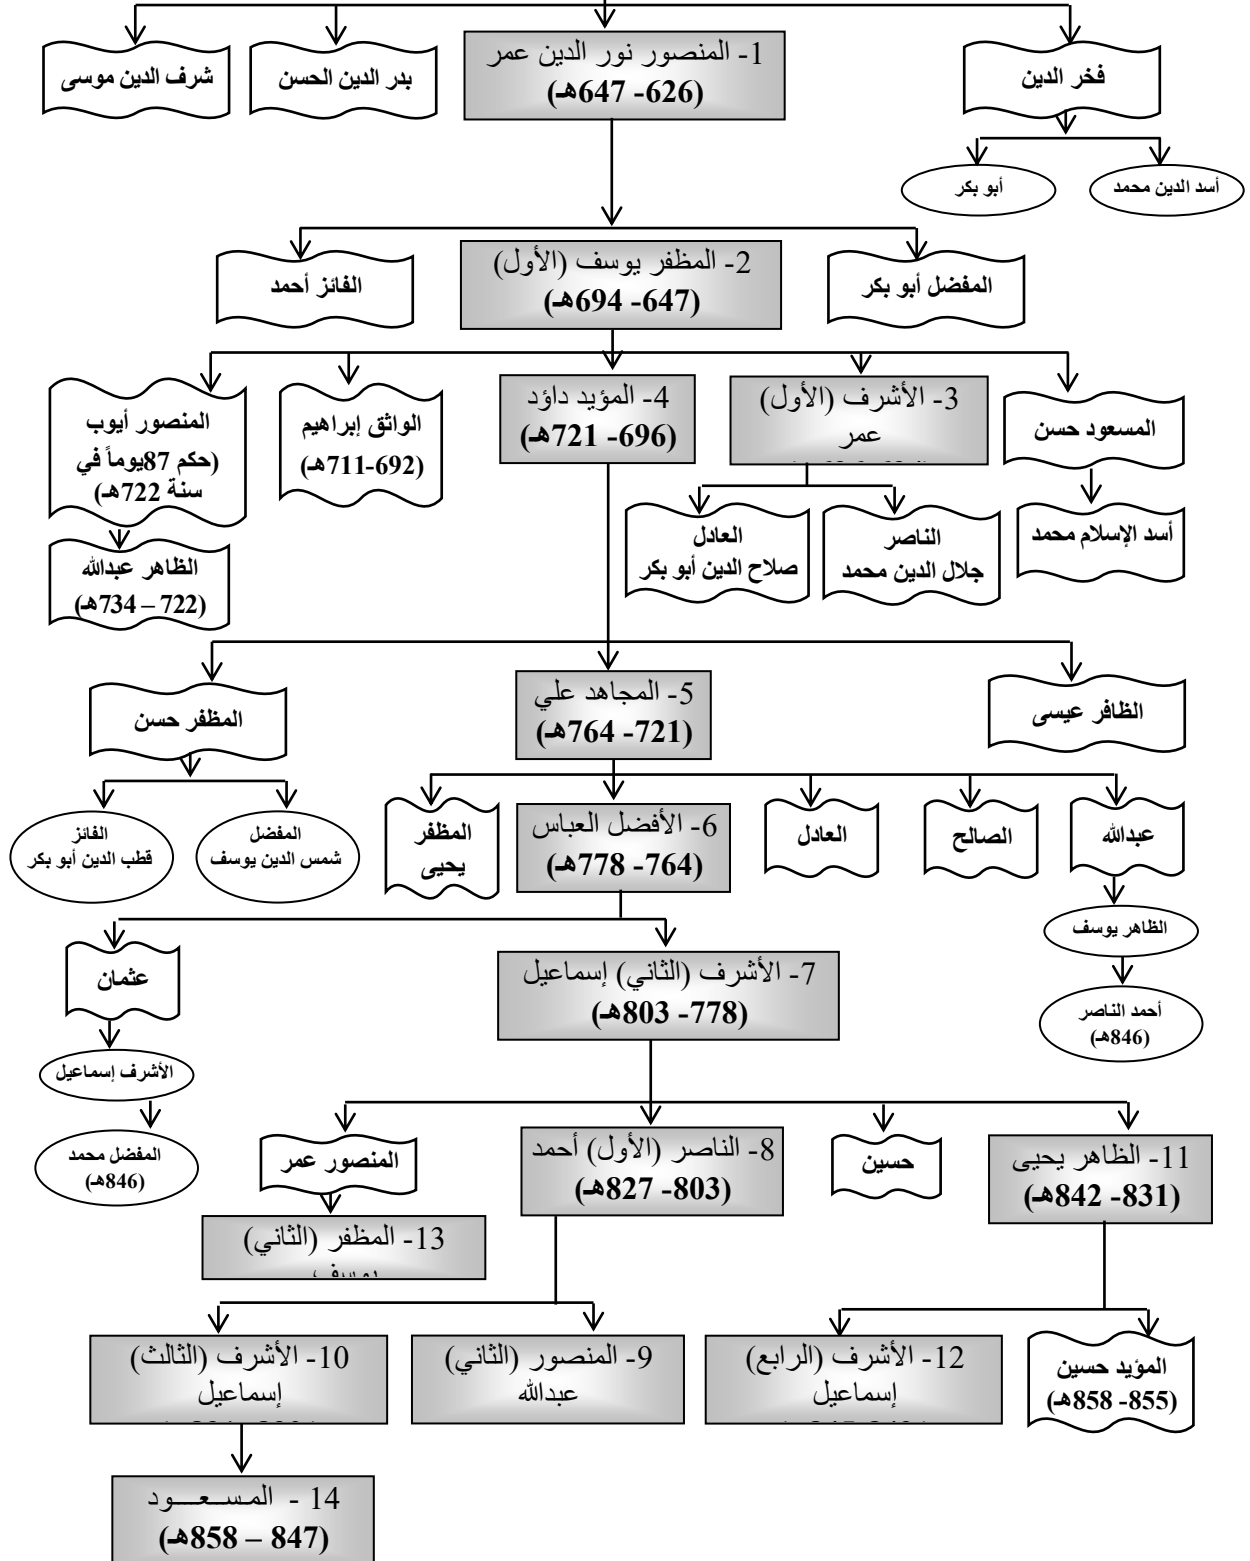 فخر الدين
1- المنصور نور الدين عمر
(626- 647هـ)
بدر الدين الحسن
شرف الدين موسى
أسد الدين محمد
أبو بكر
المفضل أبو بكر
2- المظفر يوسف (الأول)
(647- 694هـ)
الفائز أحمد
المسعود حسن
3- الأشرف (الأول)
عمر
4- المؤيد داؤد
(696- 721هـ)
الواثق إبراهيم
(692-711هـ)
المنصور أيوب
(حكم 87يوماً في
سنة 722هـ)
أسد الإسلام محمد
الناصر
جلال الدين محمد
العادل
صلاح الدين أبو بكر
الظاهر عبدالله
(722 – 734هـ)
الظافر عيسى
5- المجاهد علي
(721- 764هـ)
المظفر حسن
المفضل
شمس الدين يوسف
الفائز
قطب الدين أبو بكر
عبدالله
الصالح
العادل
6- الأفضل العباس
(764- 778هـ)
المظفر
يحيى
الظاهر يوسف
أحمد الناصر
(846هـ)
7- الأشرف (الثاني) إسماعيل
(778- 803هـ)
عثمان
الأشرف إسماعيل
المفضل محمد
(846هـ)
11- الظاهر يحيى
(831- 842هـ)
حسين
8- الناصر (الأول) أحمد
(803- 827هـ)
المنصور عمر
13- المظفر (الثاني)
المؤيد حسين
(855- 858هـ)
12- الأشرف (الرابع)
إسماعيل
9- المنصور (الثاني)
عبدالله
10- الأشرف (الثالث)
إسماعيل
14 - المســعـــود
(847 – 858هـ)